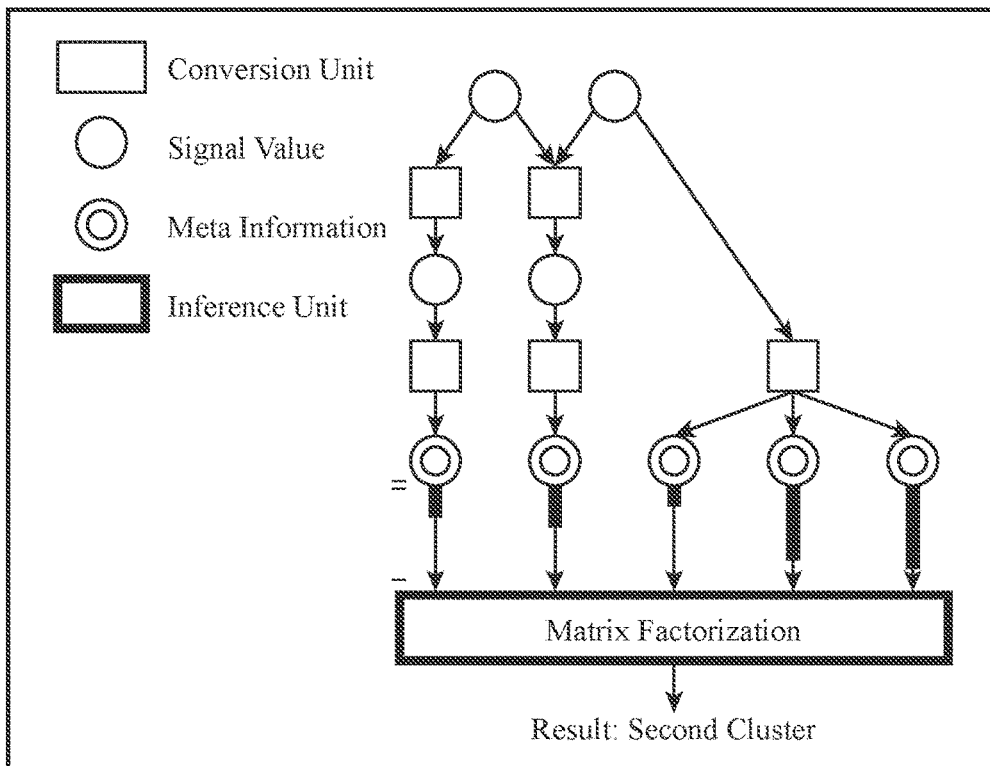 Conversion Unit
Signal Value
Meta Information
Inference Unit
Matrix Factorization
Result: Second Cluster